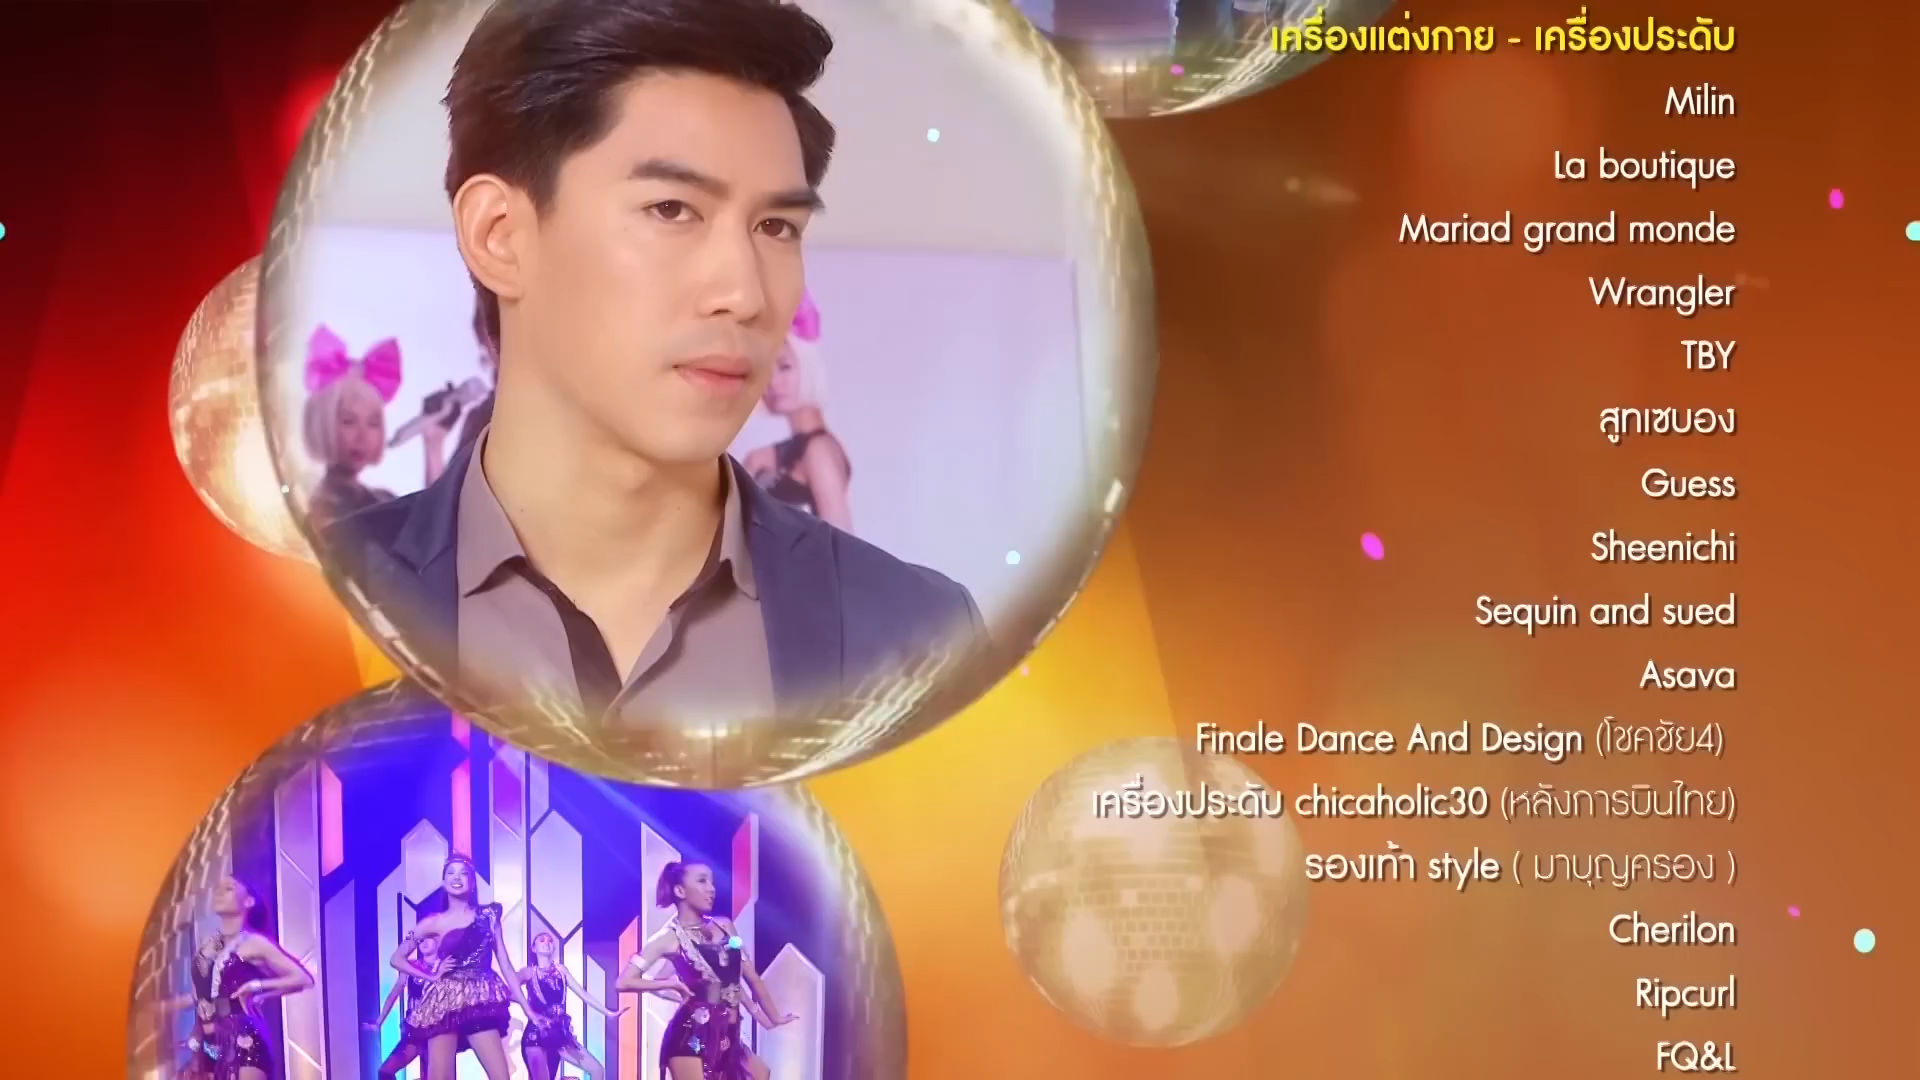 เครื่องแต่งกาย - เครื่องประดับ
Milin
La boutique
Mariad grand monde
Wrangler
TBY
สูทเซบอง
Guess
Sheenichi
Sequin and sued
Asava
Finale Dance And Design (โชคชัย4)
เครื่องประดับ chicaholic30 (หลังการบินไทย)
รองเท้า style ( มาบุญครอง )
Cherilon
Ripcurl
FQ&L